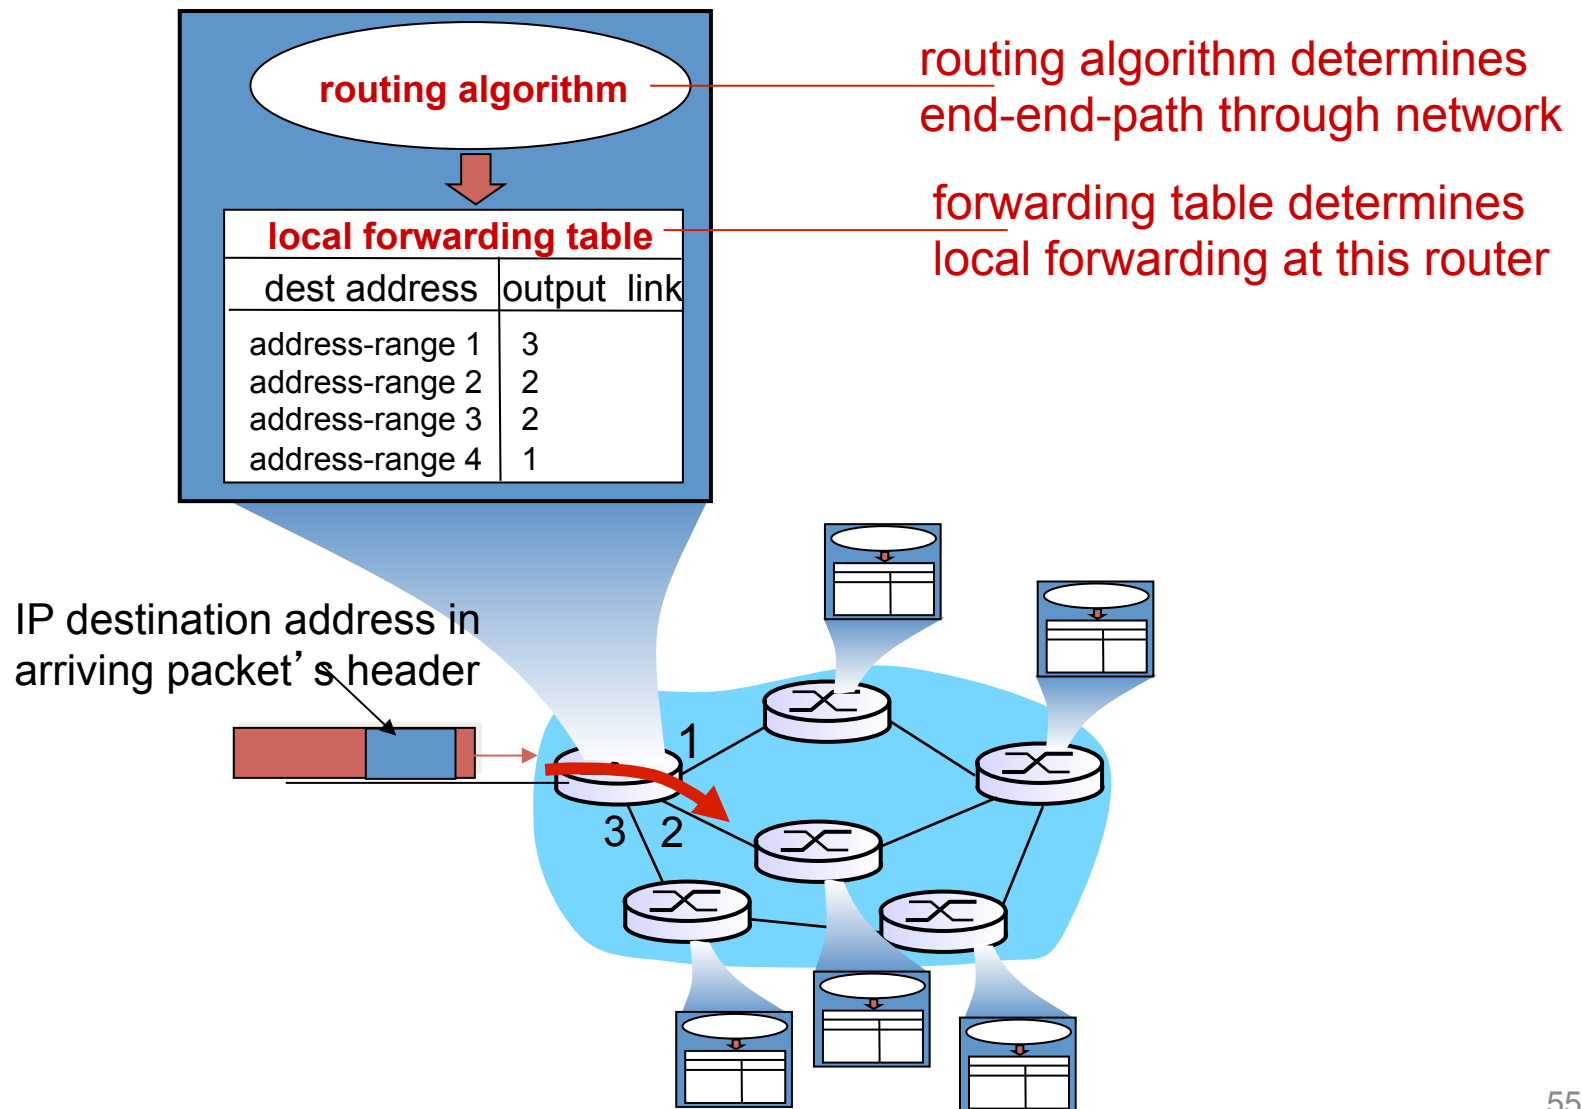 routing algorithm
routing algorithm determines
end-end-path through network
local forwarding table
forwarding table determines
local forwarding at this router
dest address output link
address-range 1 3
address-range 2 2
address-range 3 2
address-range 4 1
IP destination address in
arriving packet’s header
1
3 2
55